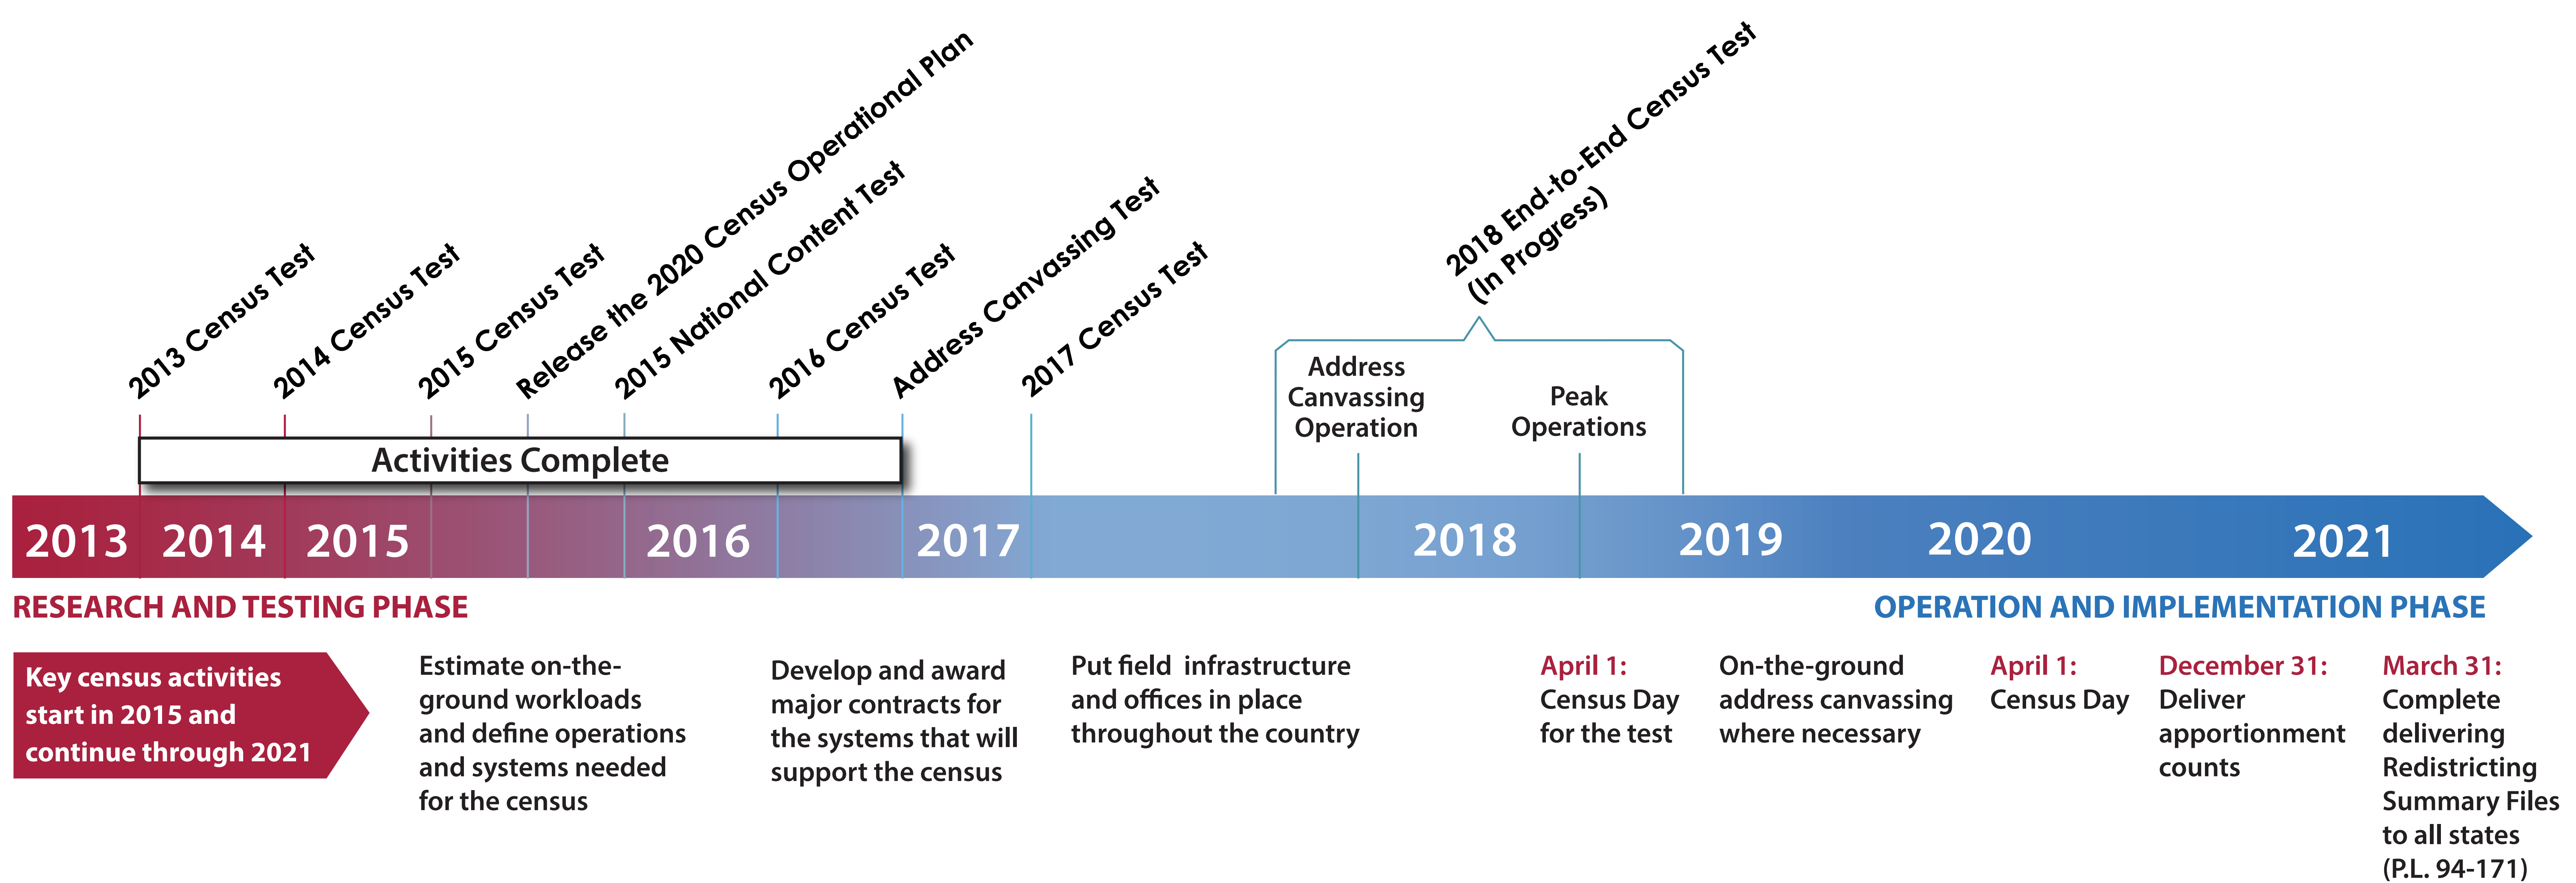 2013 Census Test
2014 Census Test
2015 Census Test
Release the 2020 Census Operational Plan
2015 National Content Test
2016 Census Test
Address Canvassing Test
2017 Census Test
2018 End-to-End Census Test
(In Progress)
Address
Canvassing
Operation
Peak
Operations
Activities Complete
2013
2014
2015
2016
2017
2018
2019
2020
2021
RESEARCH AND TESTING PHASE
OPERATION AND IMPLEMENTATION PHASE
Key census activities
start in 2015 and
continue through 2021
Estimate on-the-
ground workloads
and define operations
and systems needed
for the census
Develop and award
major contracts for
the systems that will
support the census
Put field infrastructure
and offices in place
throughout the country
April 1:
Census Day
for the test
On-the-ground
address canvassing
where necessary
April 1:
Census Day
December 31:
Deliver
apportionment
counts
March 31:
Complete
delivering
Redistricting
Summary Files
to all states
(P.L. 94-171)